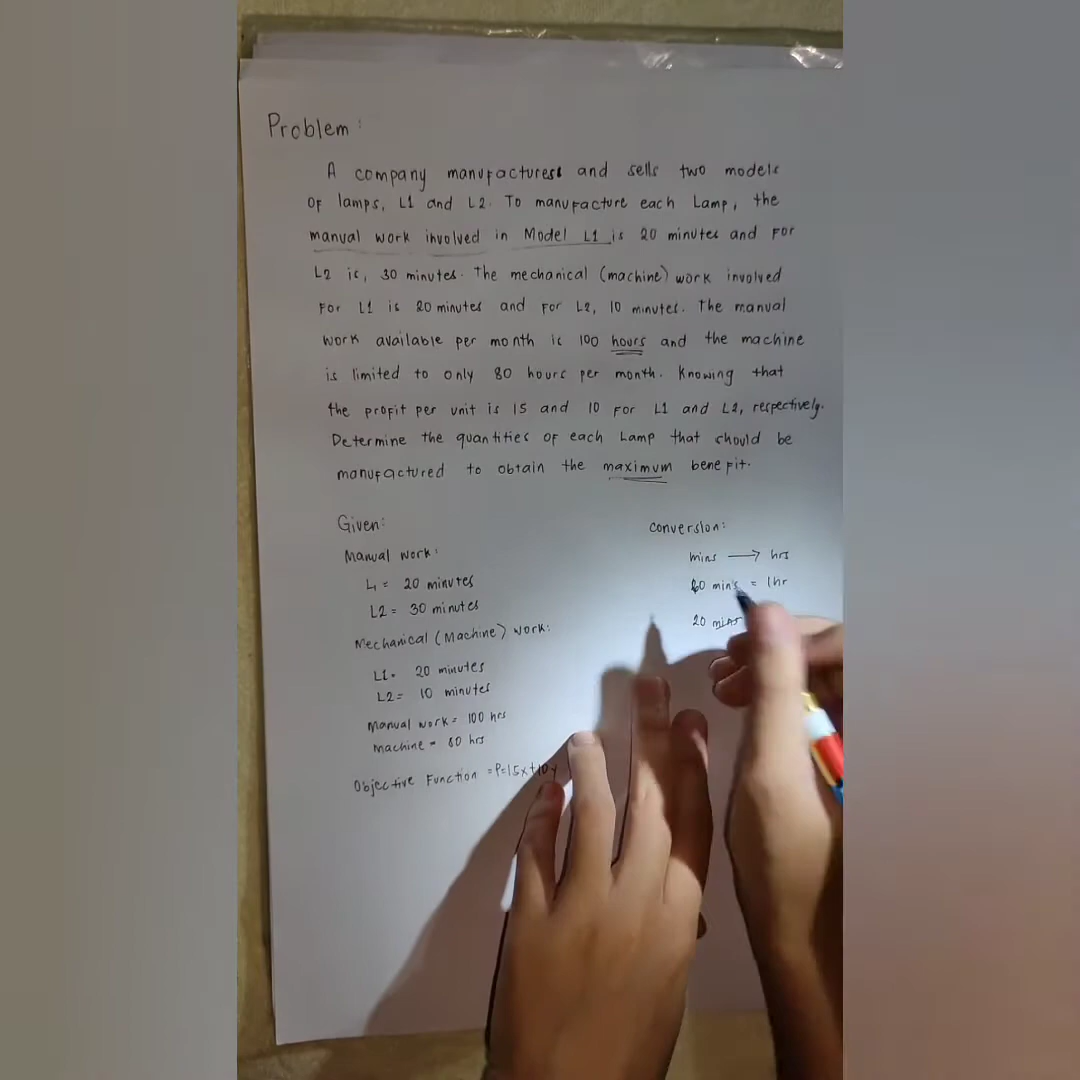 Problem:
A company manufactures and sells two models
of lamps, L1 and L2. To manufacture each Lamp, the
manual work involved in Model L1 is 20 minutes and for
L2 is, 30 minutes. The mechanical (machine) work involved
for L1 is 20 minutes and for L2, 10 minutes. The manual
work available per month is 100 hours and the machine
is limited to only 80 hours per month. Knowing that
the profit per unit is 15 and 10 for L1 and L2, respectively.
Determine the quantities of each Lamp that should be
manufactured to obtain the maximum benefit.
Given:
Manual work:
L1 = 20 minutes
L2 = 30 minutes
Mechanical (Machine) work:
L1 = 20 minutes
L2 = 10 minutes
Manual work = 100 hrs
machine = 80 hrs
Objective Function = P=15x+10y
Conversion:
mins → hrs
60 mins = 1hr
20 mins